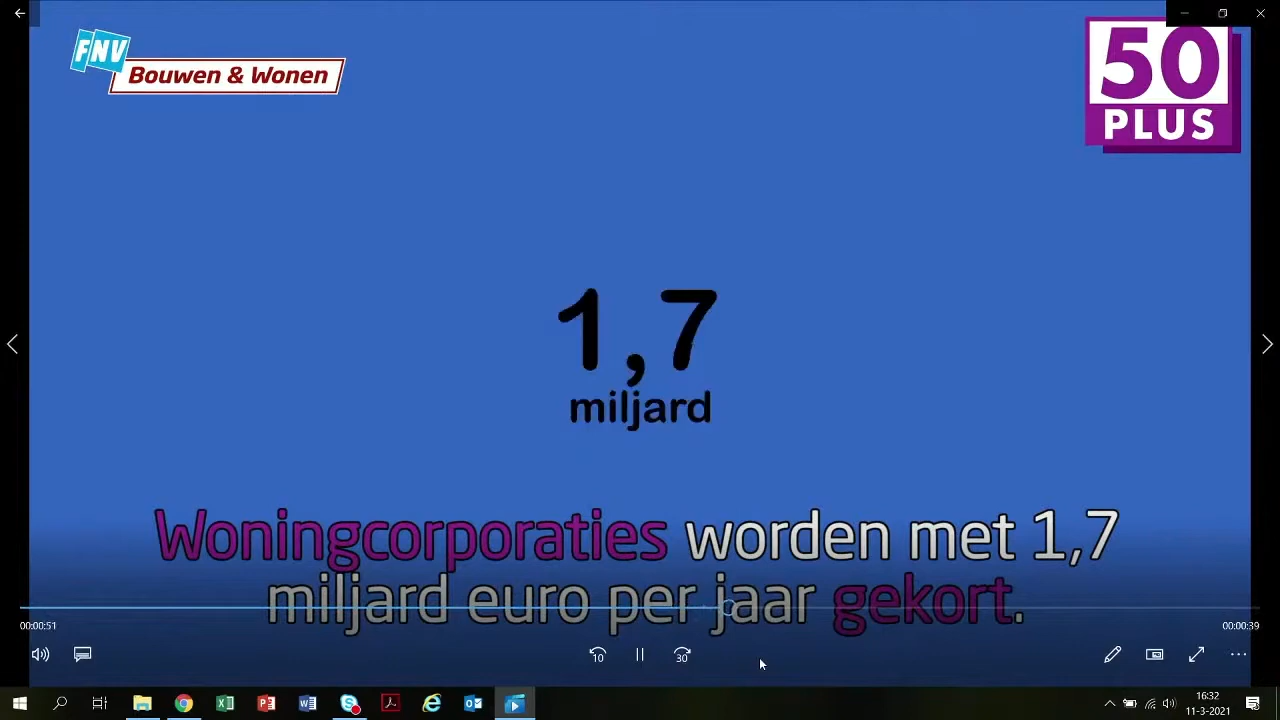 FNV
Bouwen & Wonen
50
PLUS
1,7
miljard
Woningcorporaties worden met 1,7
miljard euro per jaar gekort.
00:00:51
00:00:39
10
30
16:32
11-3-2021